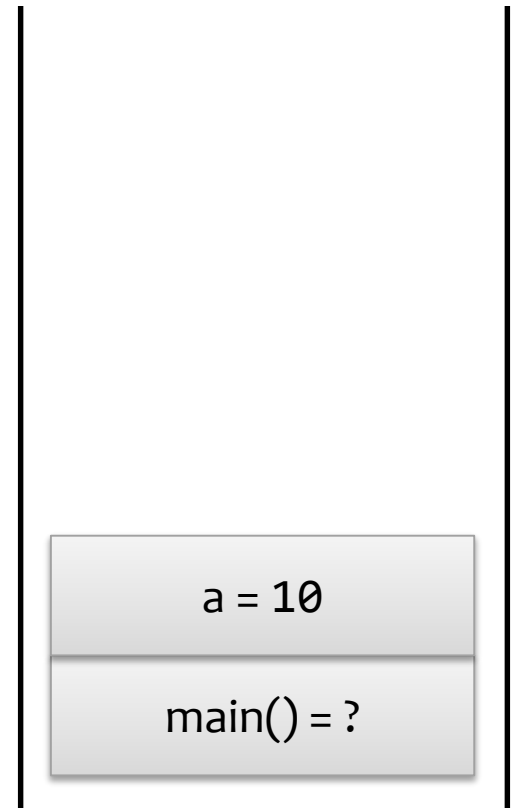 a = 10
main() = ?